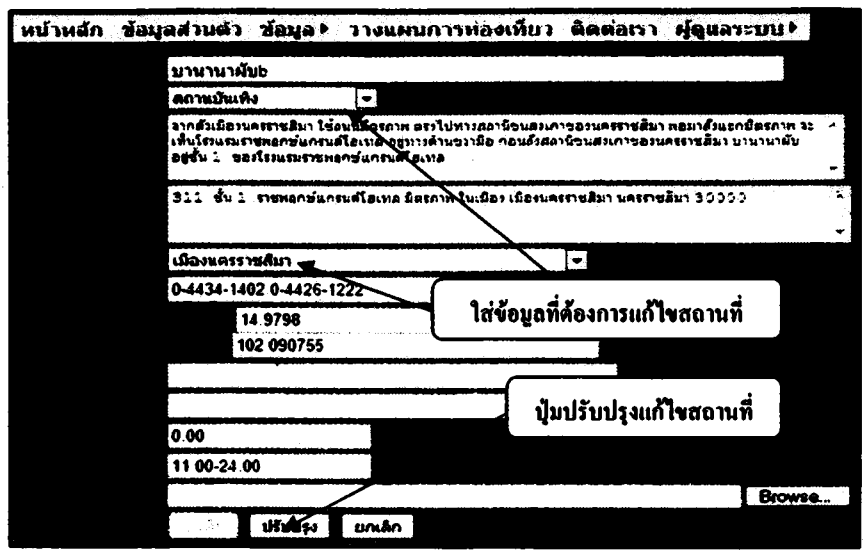 หน้าหลัก ข้อมูลส่วนตัว ข้อมูล วางแผนการท่องเที่ยว ติดต่อเรา ผู้ดูแลระบบ
บานานาผับb
สถานบันเทิง
จากตัวเมืองนครราชสีมา ใช้ถนนมิตรภาพ ตรงไปทางสถานีขนส่งเก่าของนครราชสีมา พอมาถึงแยกมิตรภาพ จะ
เห็นโรงแรมราชพฤกษ์แกรนด์โฮเทล อยู่ทางด้านขวามือ ก่อนถึงสถานีขนส่งเก่าของนครราชสีมา บานานาผับ
อยู่ชั้น 1 ของโรงแรมราชพฤกษ์แกรนด์โฮเทล
311 ชั้น 1 ราชพฤกษ์แกรนด์โฮเทล มิตรภาพ ในเมือง เมืองนครราชสีมา นครราชสีมา 30000
เมืองนครราชสีมา
0-4434-1402 0-4426-1222
ใส่ข้อมูลที่ต้องการแก้ไขสถานที่
14.9798
102.090755
ปุ่มปรับปรุงแก้ไขสถานที่
0.00
11.00-24.00
Browse...
ปรับปรุง ยกเลิก